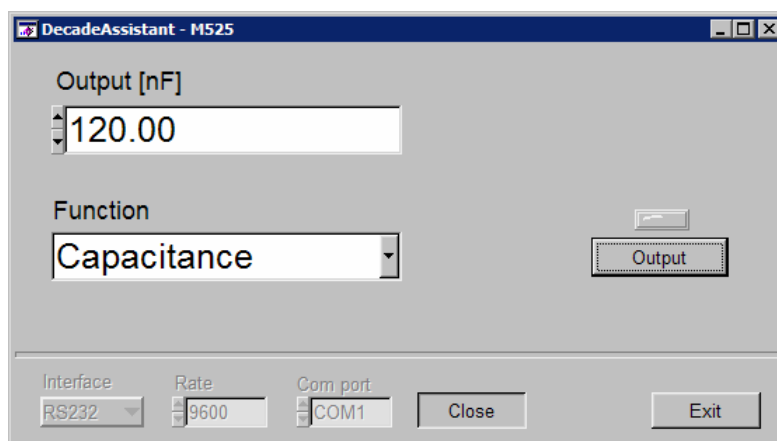 DecadeAssistant - M525
Output [nF]
120.00
Function
Capacitance
Output
Interface
Rate
Com port
RS232
9600
COM1
Close
Exit